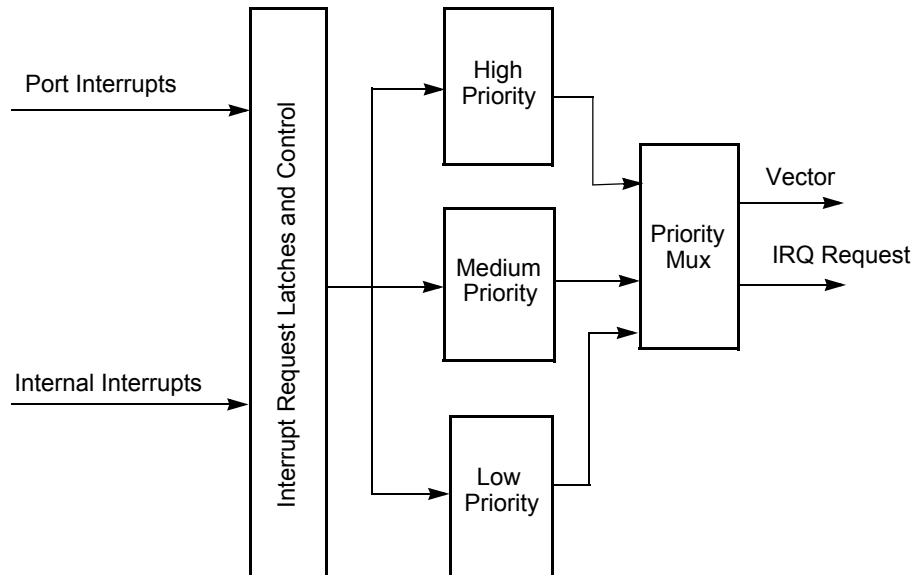 Port Interrupts
Internal Interrupts
Interrupt Request Latches and Control
High
Priority
Medium
Priority
Low
Priority
Priority
Mux
Vector
IRQ Request